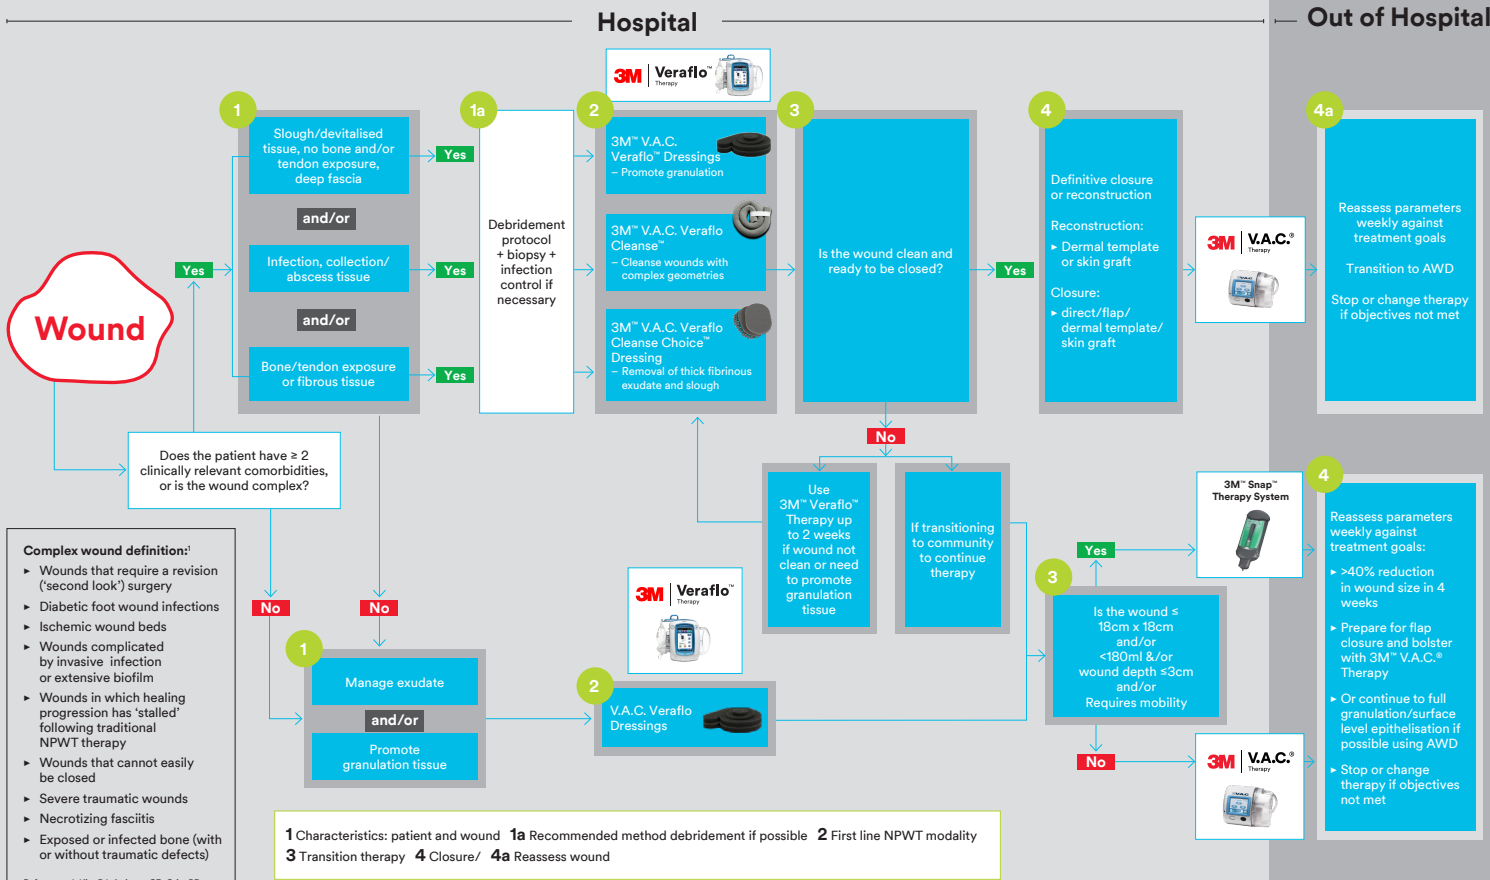 Hospital
Out of Hospital
3M Veraflo™
Therapy
1
Slough/devitalised
tissue, no bone and/or
tendon exposure,
deep fascia
and/or
Infection, collection/
abscess tissue
and/or
Bone/tendon exposure
or fibrous tissue
Yes
Yes
Yes
Yes
1a
Debridement
protocol
+ biopsy +
infection
control if
necessary
2
3M™ V.A.C.
Veraflo™ Dressings
– Promote granulation
3M™ V.A.C. Veraflo
Cleanse™
– Cleanse wounds with
complex geometries
3M™ V.A.C. Veraflo
Cleanse Choice™
Dressing
– Removal of thick fibrinous
exudate and slough
3
Is the wound clean and
ready to be closed?
Yes
4
Definitive closure
or reconstruction
Reconstruction:
▸ Dermal template
or skin graft
Closure:
▸ direct/flap/
dermal template/
skin graft
3M V.A.C.®
Therapy
4a
Reassess parameters
weekly against
treatment goals
Transition to AWD
Stop or change therapy
if objectives not met
Wound
Does the patient have ≥ 2
clinically relevant comorbidities,
or is the wound complex?
No
Use
3M™ Veraflo™
Therapy up
to 2 weeks
if wound not
clean or need
to promote
granulation
tissue
If transitioning
to community
to continue
therapy
Complex wound definition:¹
▸ Wounds that require a revision
(‘second look’) surgery
▸ Diabetic foot wound infections
▸ Ischemic wound beds
▸ Wounds complicated
by invasive infection
or extensive biofilm
▸ Wounds in which healing
progression has ‘stalled’
following traditional
NPWT therapy
▸ Wounds that cannot easily
be closed
▸ Severe traumatic wounds
▸ Necrotizing fasciitis
▸ Exposed or infected bone (with
or without traumatic defects)
No
No
1
Manage exudate
and/or
Promote
granulation tissue
3M Veraflo™
Therapy
2
V.A.C. Veraflo
Dressings
3
Is the wound ≤
18cm x 18cm
and/or
<180ml &/or
wound depth ≤3cm
and/or
Requires mobility
Yes
No
3M™ Snap™
Therapy System
3M V.A.C.®
Therapy
4
Reassess parameters
weekly against
treatment goals:
▸ >40% reduction
in wound size in 4
weeks
▸ Prepare for flap
closure and bolster
with 3M™ V.A.C.®
Therapy
▸ Or continue to full
granulation/surface
level epithelisation if
possible using AWD
▸ Stop or change
therapy if objectives
not met
1 Characteristics: patient and wound 1a Recommended method debridement if possible 2 First line NPWT modality
3 Transition therapy 4 Closure/ 4a Reassess wound